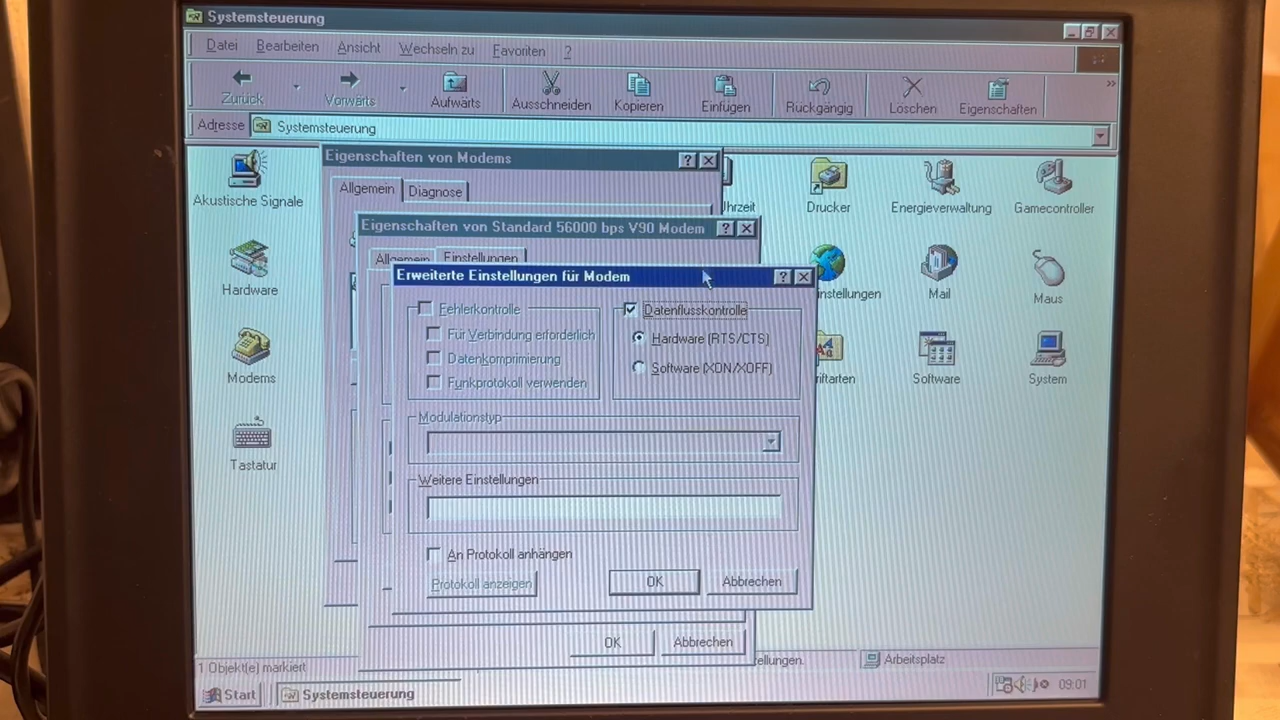 Systemsteuerung
Datei Bearbeiten Ansicht Wechseln zu Favoriten ?
Zurück Vorwärts Aufwärts Ausschneiden Kopieren Einfügen Rückgängig Löschen Eigenschaften »
Adresse Systemsteuerung
Eigenschaften von Modems
Allgemein Diagnose
Eigenschaften von Standard 56000 bps V90 Modem
Allgemein Einstellungen
Erweiterte Einstellungen für Modem
Fehlerkontrolle
Für Verbindung erforderlich
Datenkomprimierung
Funkprotokoll verwenden
Datenflusskontrolle
Hardware (RTS/CTS)
Software (XON/XOFF)
Modulationstyp
Weitere Einstellungen
An Protokoll anhängen
Protokoll anzeigen
OK Abbrechen
OK Abbrechen
Akustische Signale
Hardware
Modems
Tastatur
hrzeit
Drucker
Energieverwaltung
Gamecontroller
instellungen
Mail
Maus
iftarten
Software
System
1 Objekt(e) markiert
ellungen.
Arbeitsplatz
Start
Systemsteuerung
09:01